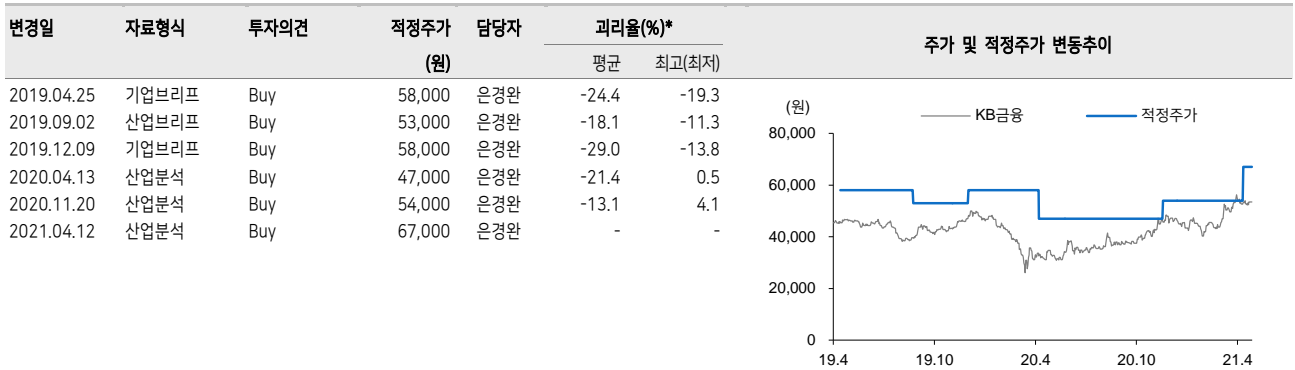 변경일 자료형식 투자의견 적정주가 담당자 괴리율(%)* 주가 및 적정주가 변동추이
(원) 평균 최고(최저)
2019.04.25 기업브리프 Buy 58,000 은경완 -24.4 -19.3
2019.09.02 산업브리프 Buy 53,000 은경완 -18.1 -11.3
2019.12.09 기업브리프 Buy 58,000 은경완 -29.0 -13.8
2020.04.13 산업분석 Buy 47,000 은경완 -21.4 0.5
2020.11.20 산업분석 Buy 54,000 은경완 -13.1 4.1
2021.04.12 산업분석 Buy 67,000 은경완 - -
(원)
KB금융 적정주가
80,000
60,000
40,000
20,000
0
19.4 19.10 20.4 20.10 21.4